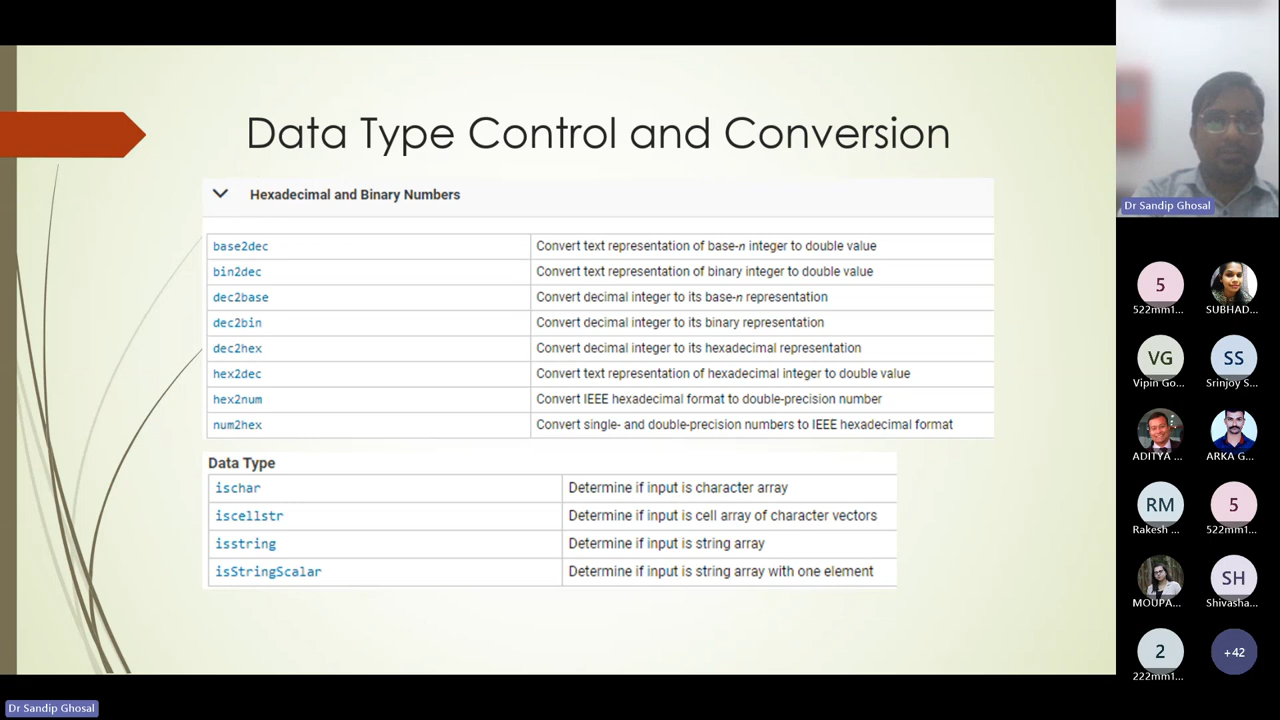 Data Type Control and Conversion
Hexadecimal and Binary Numbers
base2dec Convert text representation of base-n integer to double value
bin2dec Convert text representation of binary integer to double value
dec2base Convert decimal integer to its base-n representation
dec2bin Convert decimal integer to its binary representation
dec2hex Convert decimal integer to its hexadecimal representation
hex2dec Convert text representation of hexadecimal integer to double value
hex2num Convert IEEE hexadecimal format to double-precision number
num2hex Convert single- and double-precision numbers to IEEE hexadecimal format
Data Type
ischar Determine if input is character array
iscellstr Determine if input is cell array of character vectors
isstring Determine if input is string array
isStringScalar Determine if input is string array with one element
Dr Sandip Ghosal
5
522mm1... SUBHAD...
VG SS
Vipin Go... Srinjoy S...
ADITYA ... ARKA G...
RM 5
Rakesh ... 522mm1...
SH
MOUPA... Shivasha...
2 +42
222mm1...
Dr Sandip Ghosal